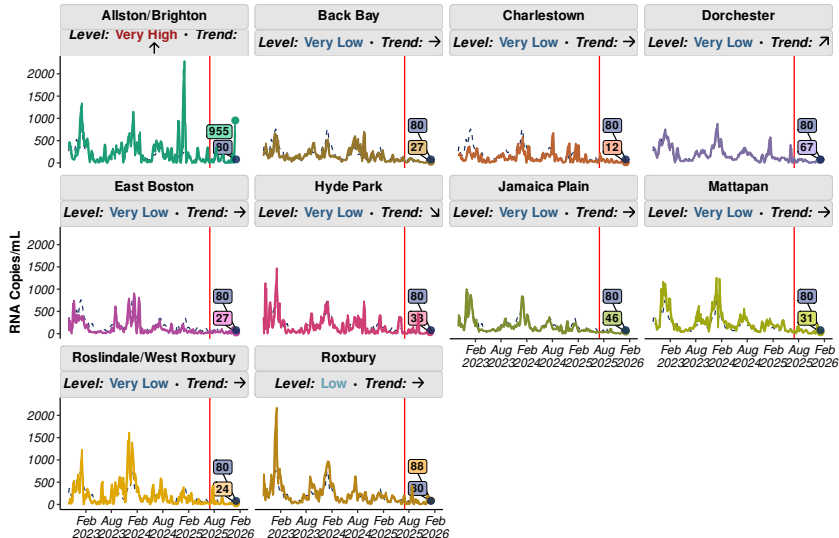 Allston/Brighton
Level: Very High · Trend: ↑
Back Bay
Level: Very Low · Trend: →
Charlestown
Level: Very Low · Trend: →
Dorchester
Level: Very Low · Trend: ↗
RNA Copies/mL
2000
1500
1000
500
0
955
80
80
27
80
12
80
67
East Boston
Level: Very Low · Trend: →
Hyde Park
Level: Very Low · Trend: ↘
Jamaica Plain
Level: Very Low · Trend: →
Mattapan
Level: Very Low · Trend: →
2000
1500
1000
500
0
80
27
80
33
80
46
80
31
Feb 2023 Aug 2023 Feb 2024 Aug 2024 Feb 2025 Aug 2025 Feb 2026
Feb 2023 Aug 2023 Feb 2024 Aug 2024 Feb 2025 Aug 2025 Feb 2026
Roslindale/West Roxbury
Level: Very Low · Trend: →
Roxbury
Level: Low · Trend: →
2000
1500
1000
500
0
80
24
88
80
Feb 2023 Aug 2023 Feb 2024 Aug 2024 Feb 2025 Aug 2025 Feb 2026
Feb 2023 Aug 2023 Feb 2024 Aug 2024 Feb 2025 Aug 2025 Feb 2026